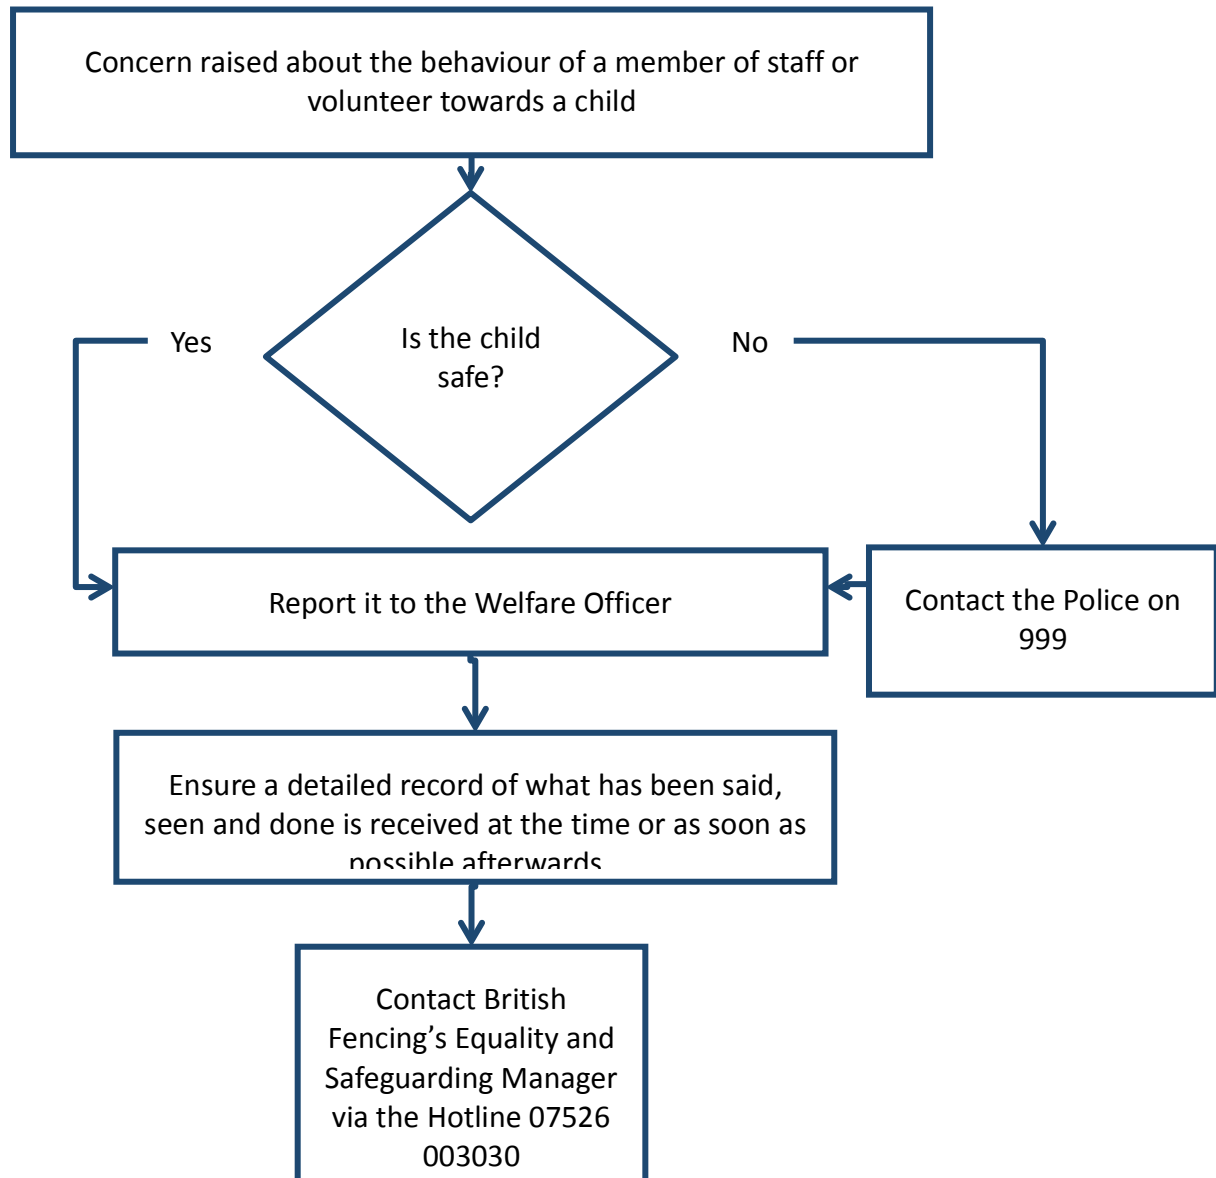 Concern raised about the behaviour of a member of staff or
volunteer towards a child
Is the child
safe?
Yes
No
Report it to the Welfare Officer
Contact the Police on
999
Ensure a detailed record of what has been said,
seen and done is received at the time or as soon as
possible afterwards
Contact British
Fencing’s Equality and
Safeguarding Manager
via the Hotline 07526
003030